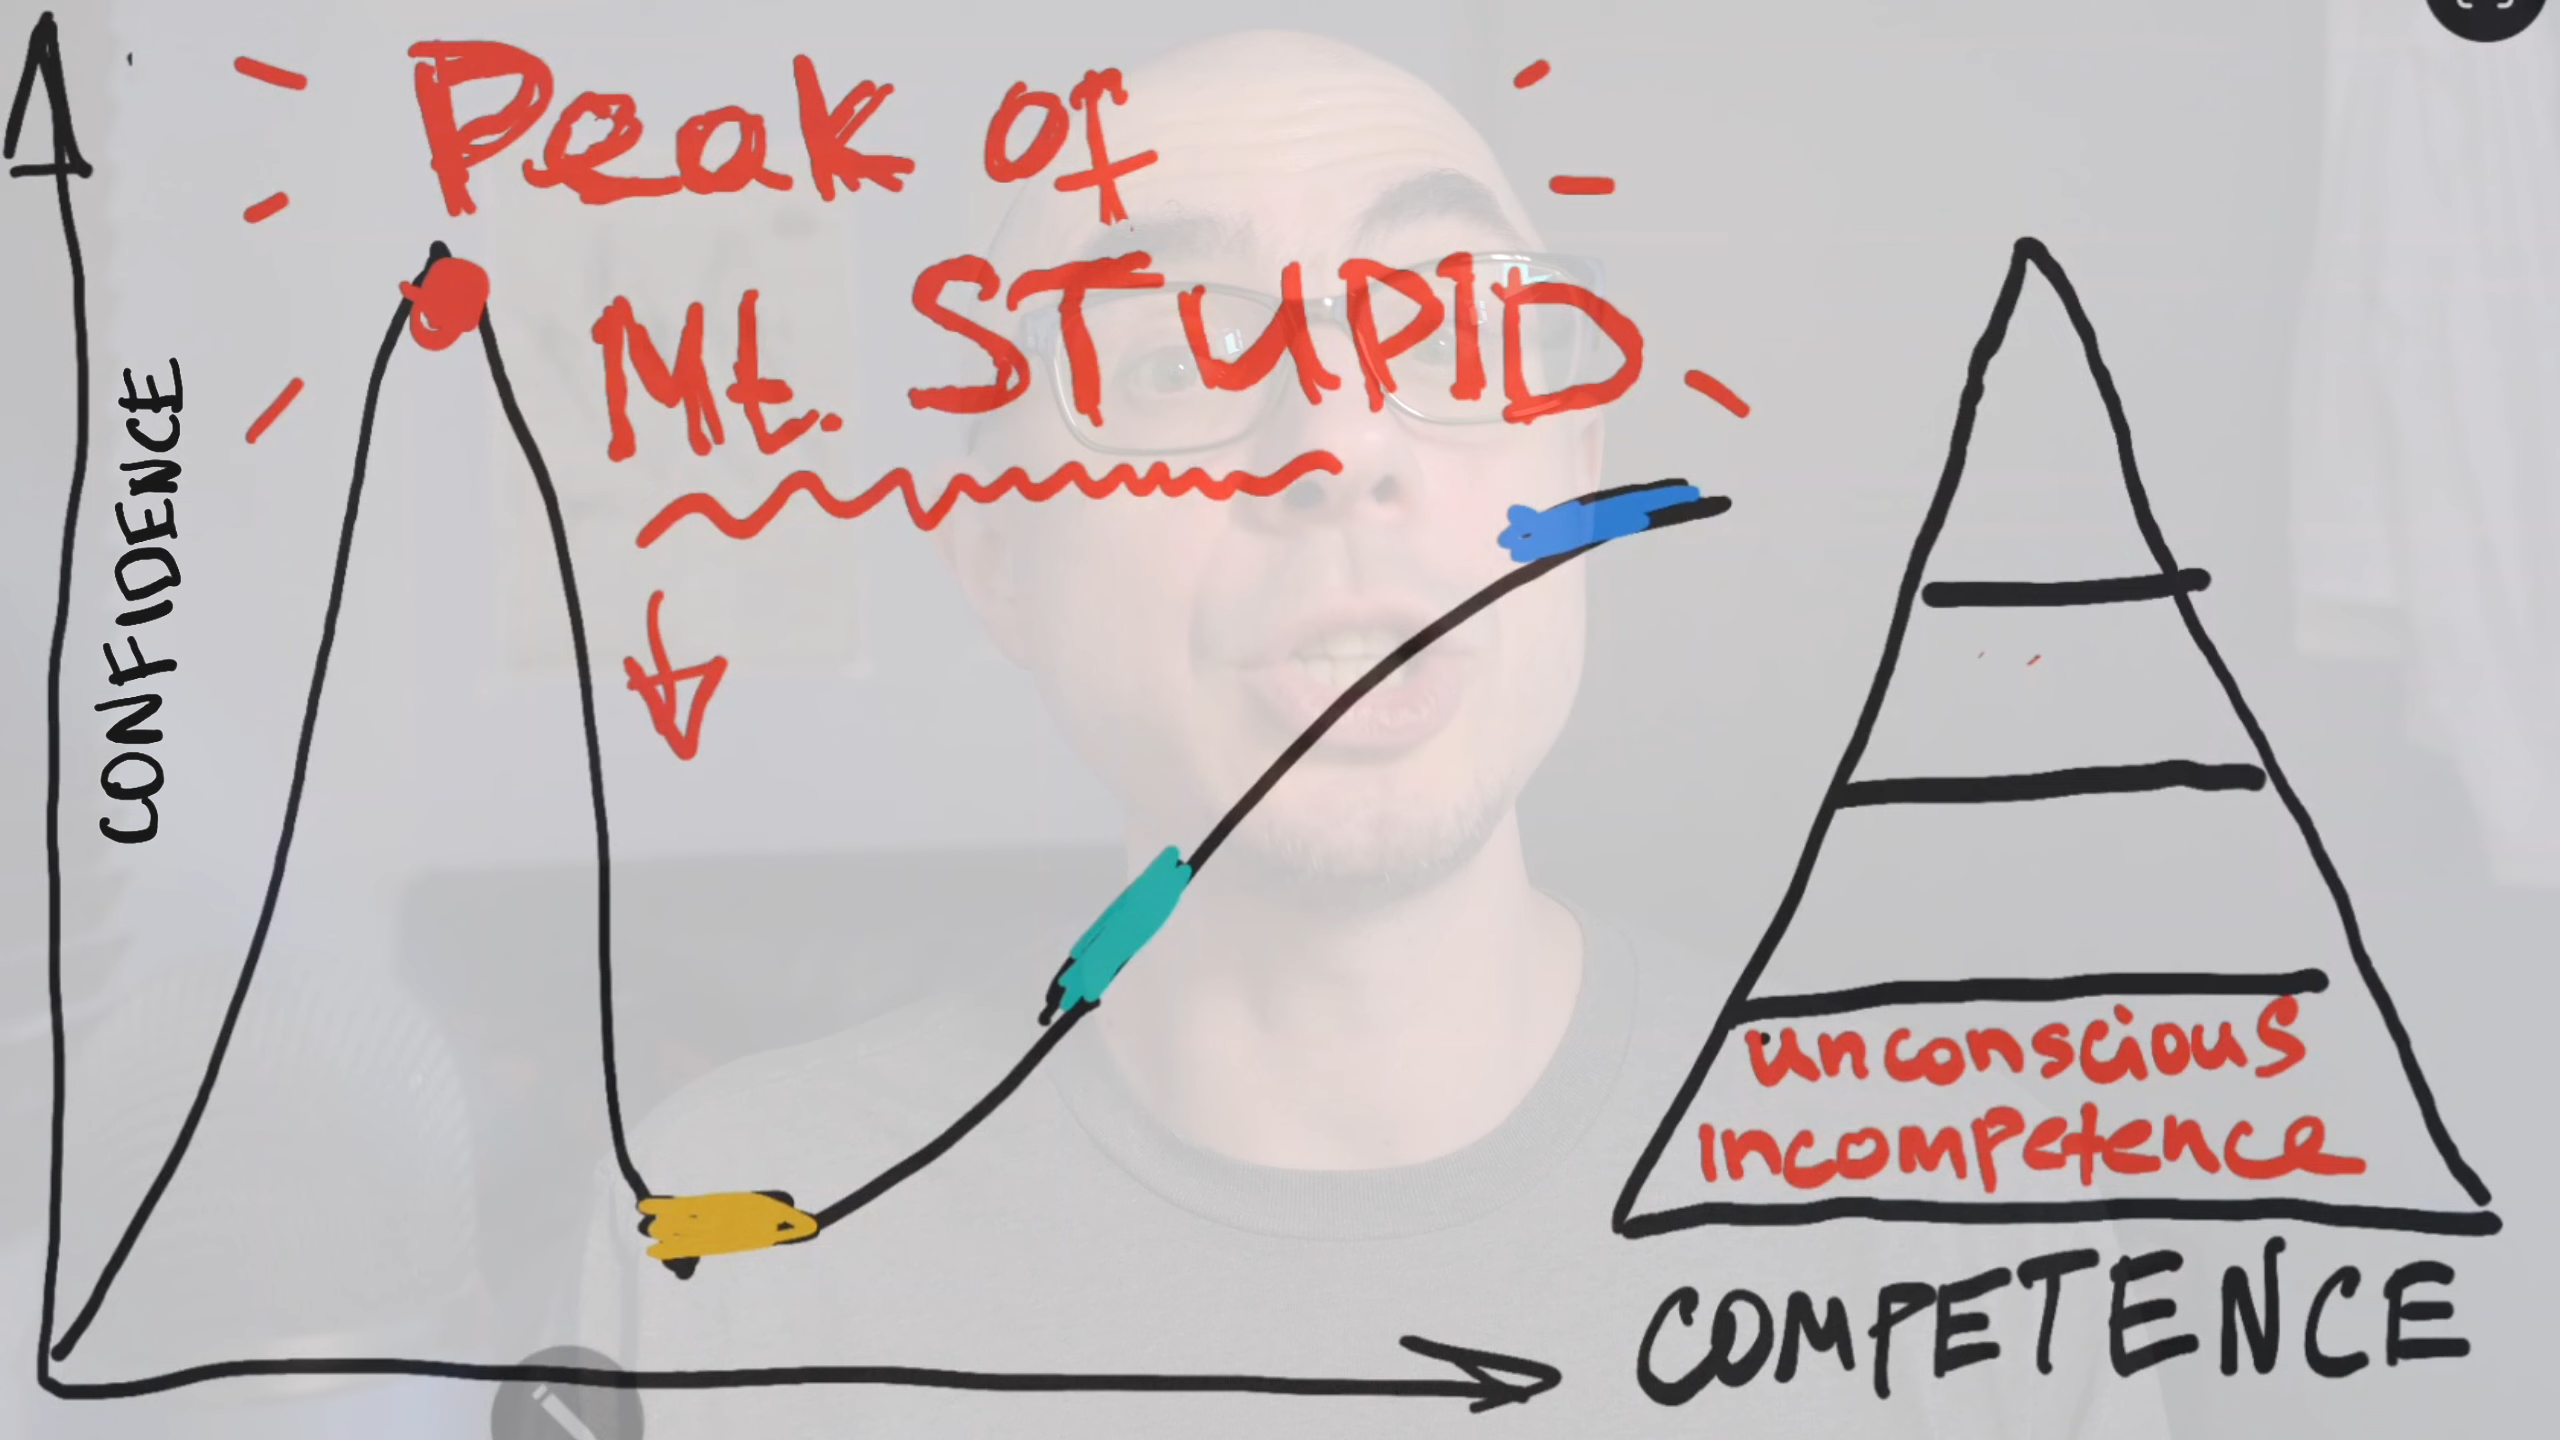 Peak of
Mt. STUPID
CONFIDENCE
unconscious
incompetence
COMPETENCE